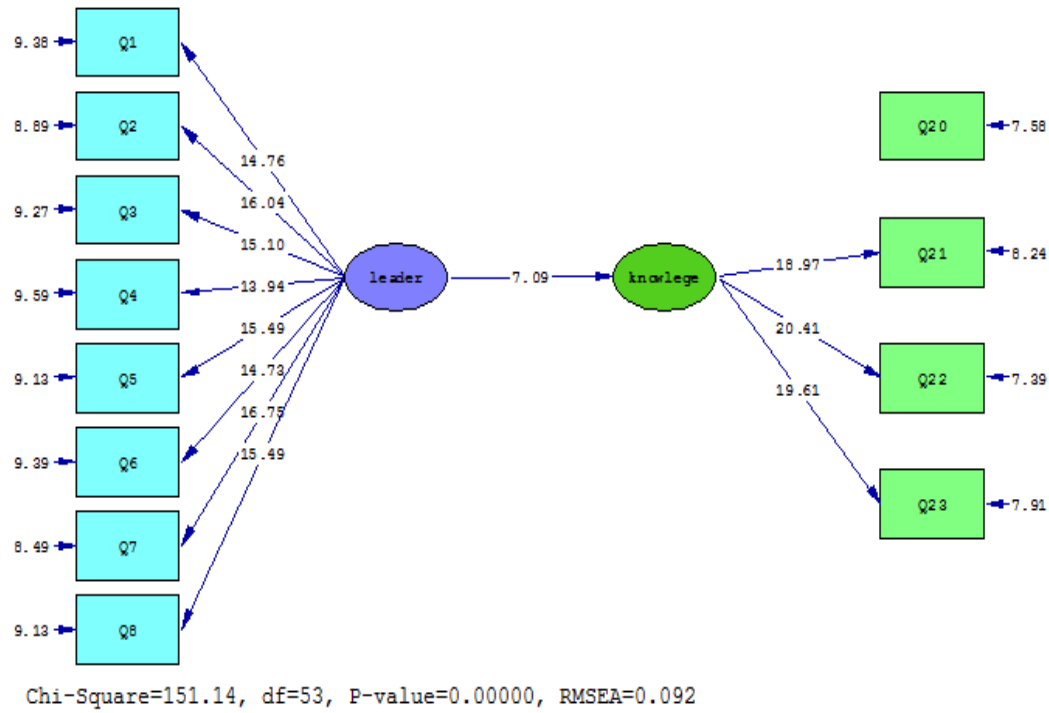 9.38 Q1
8.89 Q2
9.27 Q3
9.59 Q4
9.13 Q5
9.39 Q6
8.49 Q7
9.13 Q8
14.76
16.04
15.10
13.94
15.49
14.73
16.75
15.49
leader
7.09
knowlege
18.97
20.41
19.61
Q20 7.58
Q21 8.24
Q22 7.39
Q23 7.91
Chi-Square=151.14, df=53, P-value=0.00000, RMSEA=0.092